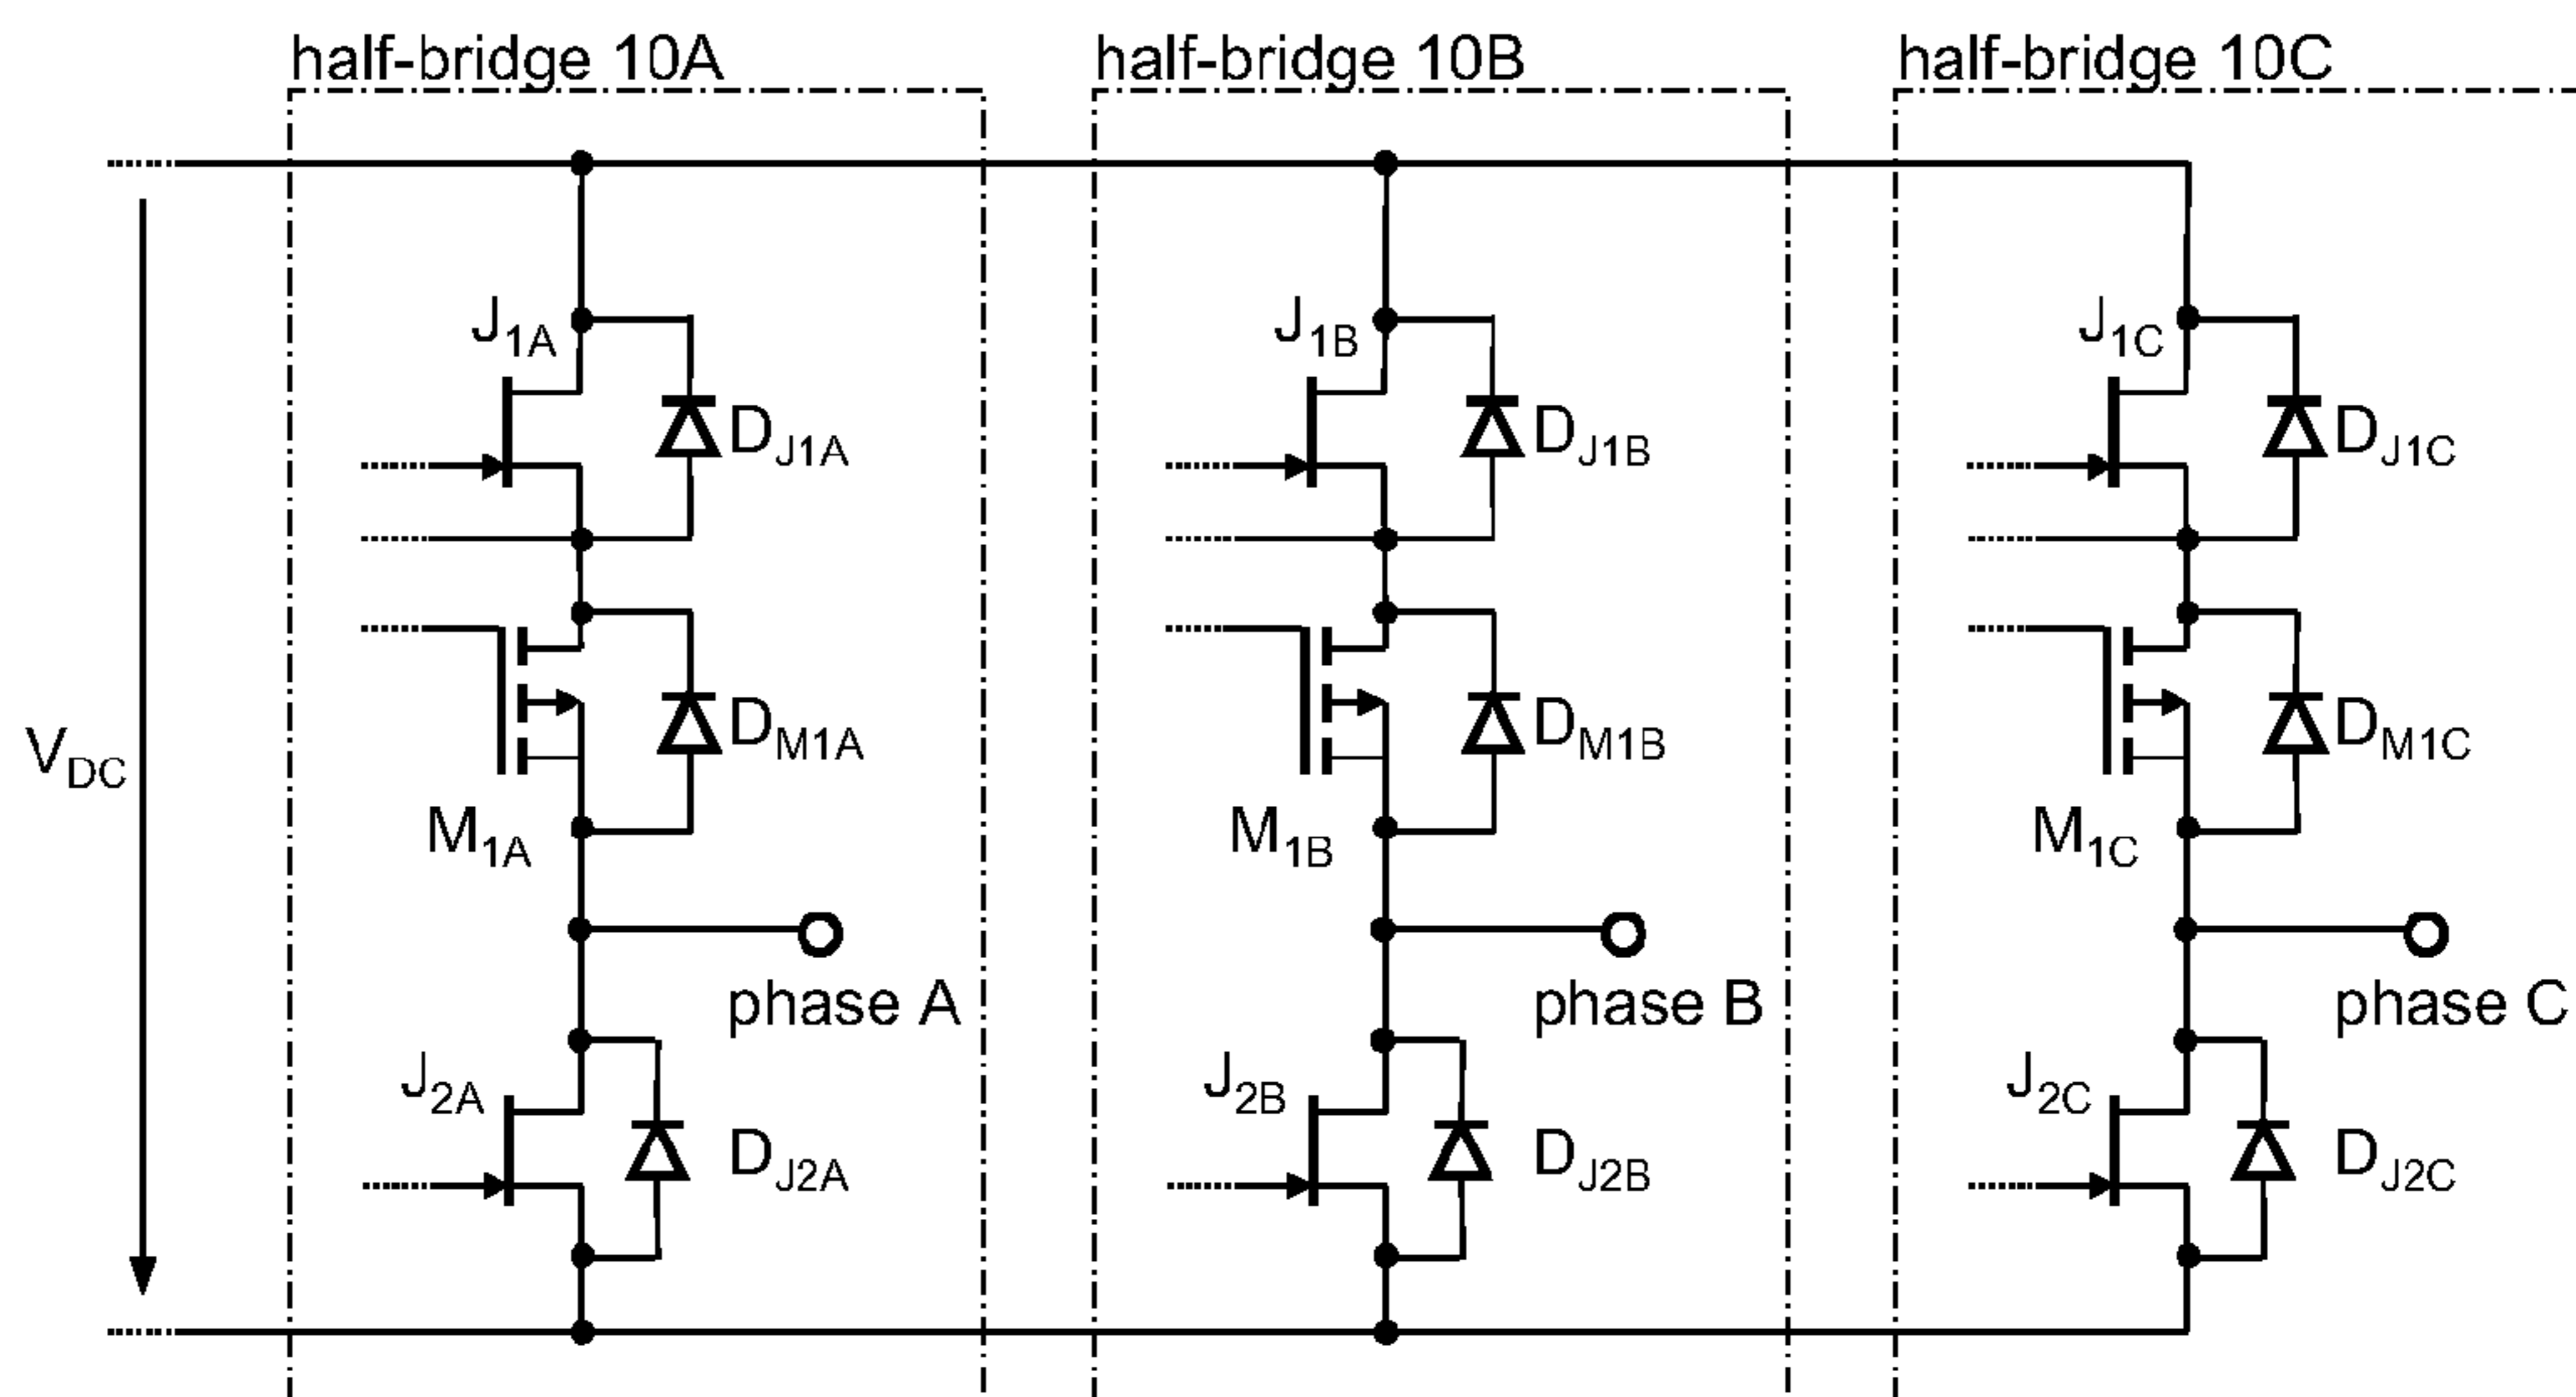 half-bridge 10A
half-bridge 10B
half-bridge 10C
J1A
J1B
J1C
DJ1A
DJ1B
DJ1C
VDC
DM1A
DM1B
DM1C
M1A
M1B
M1C
phase A
phase B
phase C
J2A
J2B
J2C
DJ2A
DJ2B
DJ2C